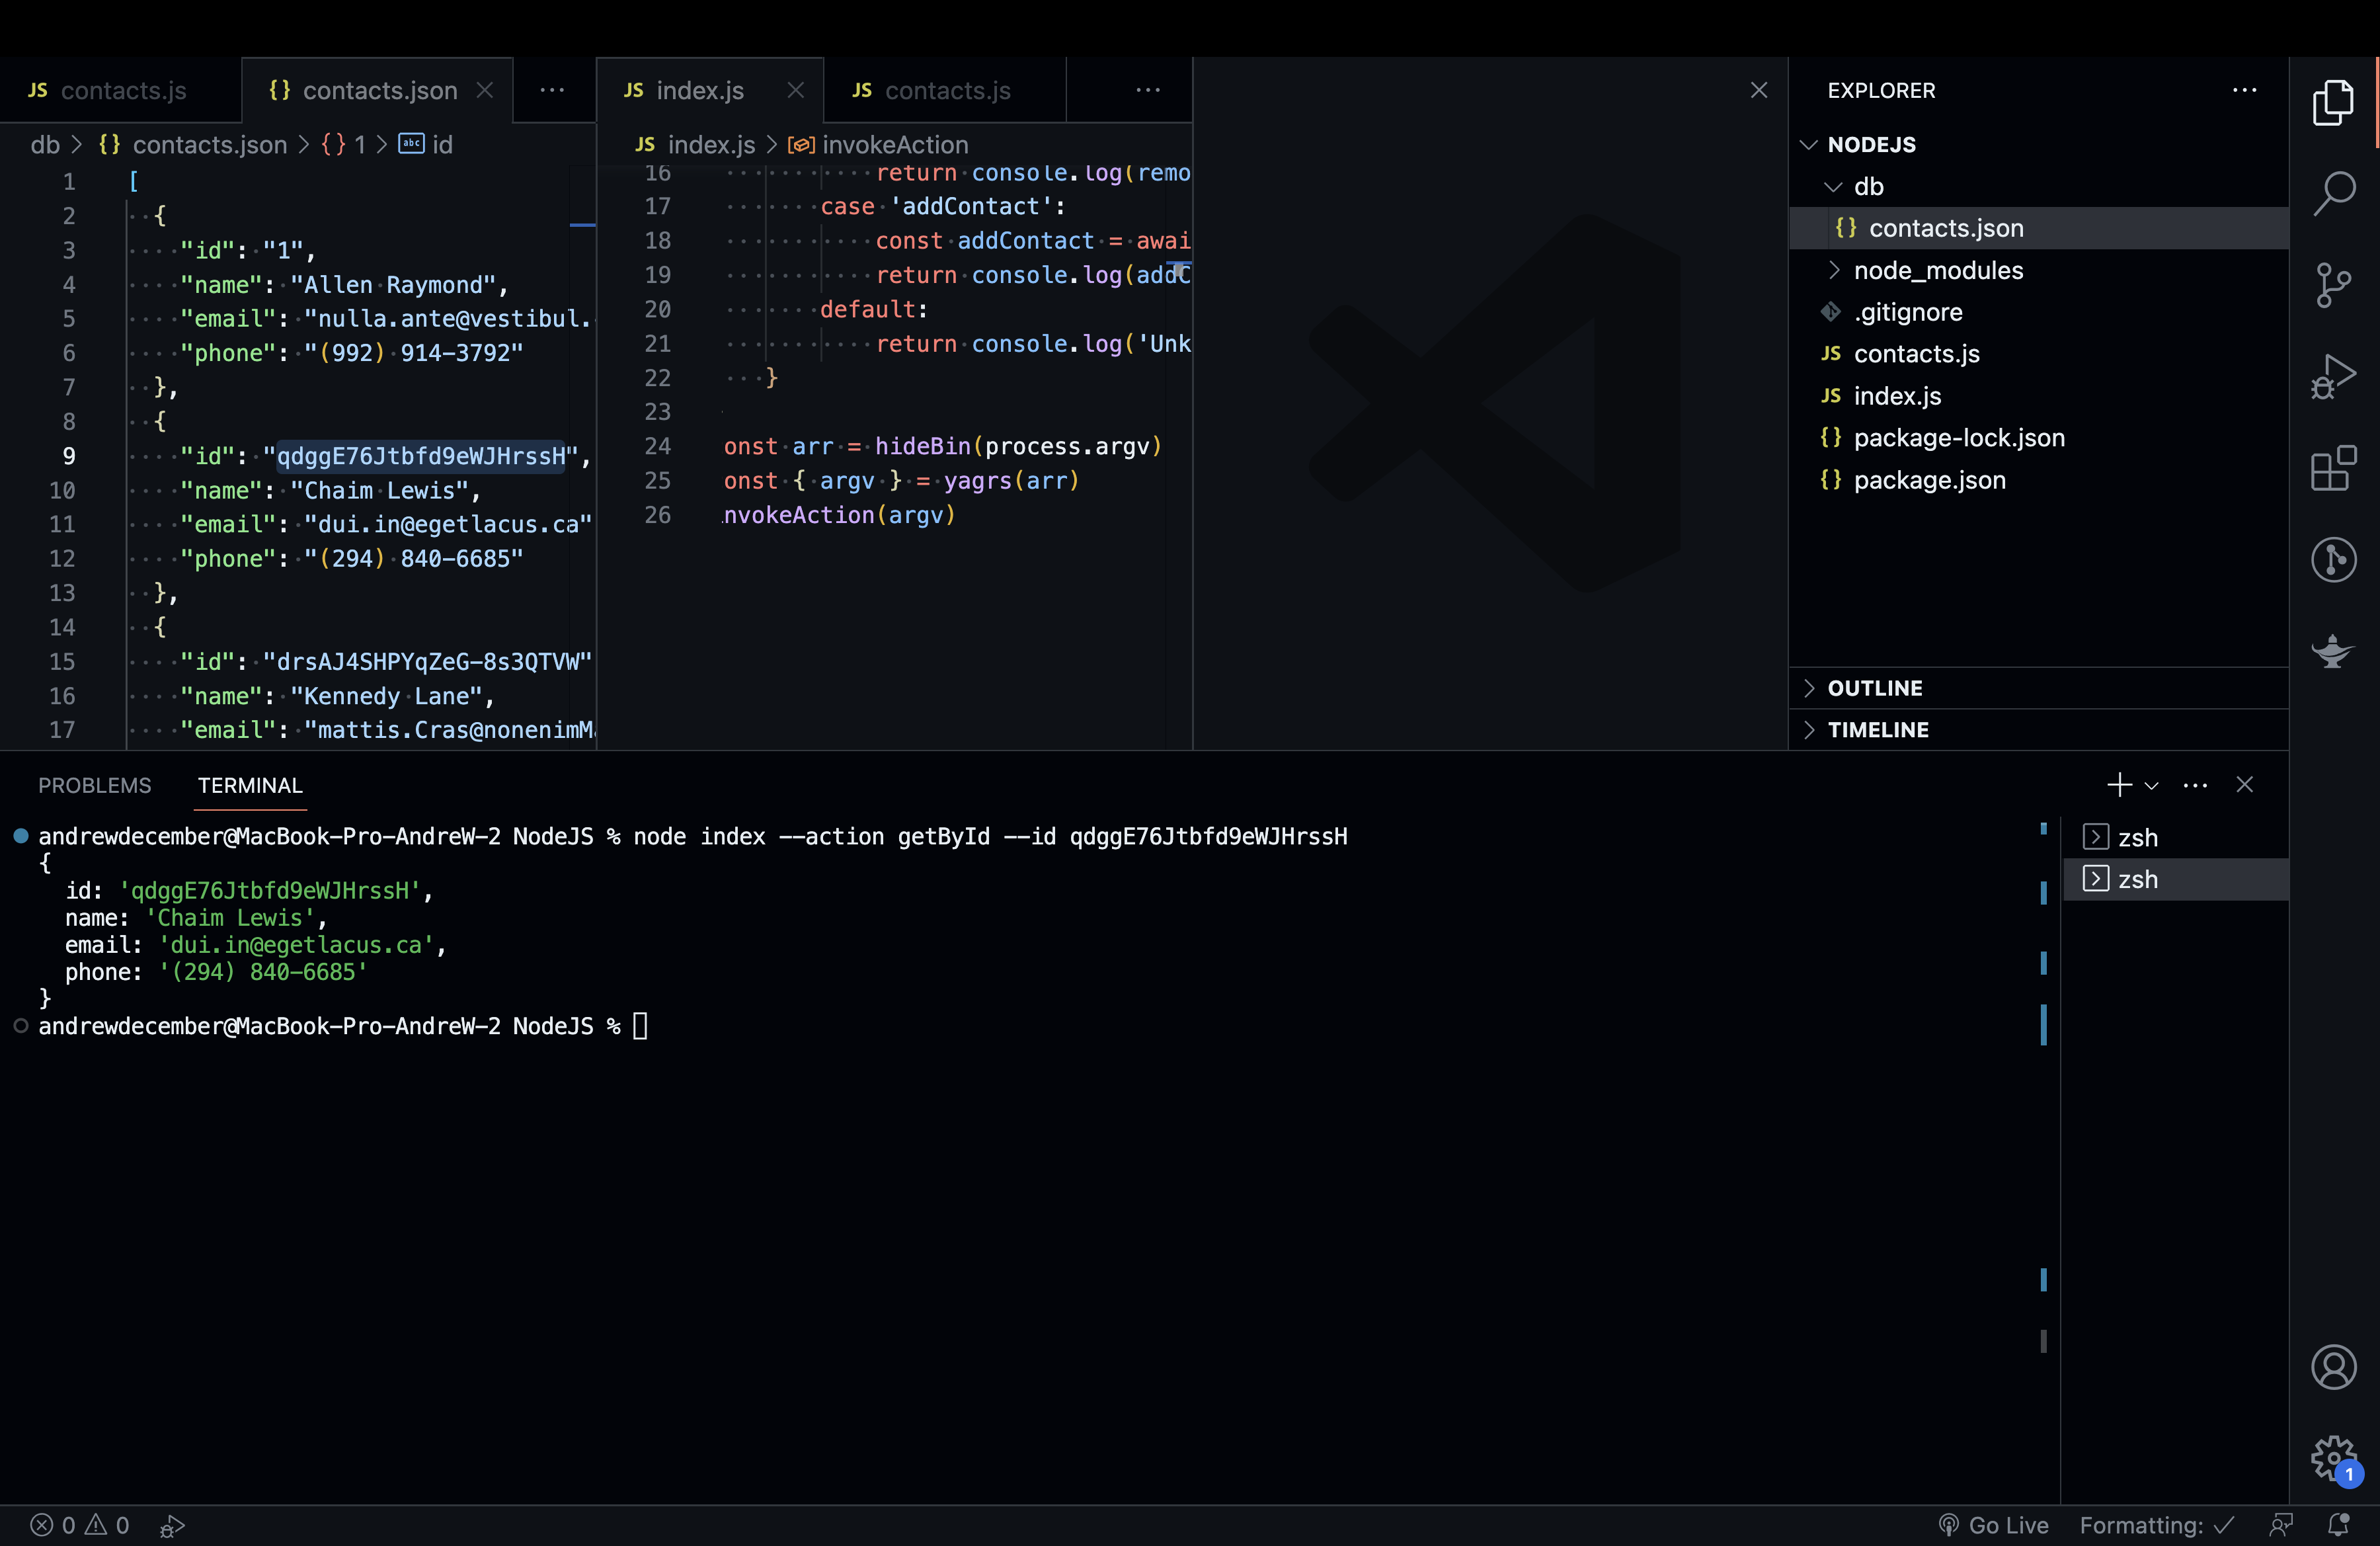 JS contacts.js
{} contacts.json
JS index.js
JS contacts.js
db > {} contacts.json > {} 1 > abc id
1 [
2 {
3 "id": "1",
4 "name": "Allen Raymond",
5 "email": "nulla.ante@vestibul.
6 "phone": "(992) 914-3792"
7 },
8 {
9 "id": "qdggE76Jtbfd9eWJHrssH",
10 "name": "Chaim Lewis",
11 "email": "dui.in@egetlacus.ca"
12 "phone": "(294) 840-6685"
13 },
14 {
15 "id": "drsAJ4SHPYqZeG-8s3QTVW"
16 "name": "Kennedy Lane",
17 "email": "mattis.Cras@nonenimMa
JS index.js > invokeAction
16 return console.log(remo
17 case 'addContact':
18 const addContact = awai
19 return console.log(addC
20 default:
21 return console.log('Unk
22 }
23
24 onst arr = hideBin(process.argv)
25 onst { argv } = yagrs(arr)
26 nvokeAction(argv)
EXPLORER
NODEJS
db
{} contacts.json
node_modules
.gitignore
JS contacts.js
JS index.js
{} package-lock.json
{} package.json
OUTLINE
TIMELINE
PROBLEMS TERMINAL
andrewdecember@MacBook-Pro-AndreW-2 NodeJS % node index --action getById --id qdggE76Jtbfd9eWJHrssH
{
id: 'qdggE76Jtbfd9eWJHrssH',
name: 'Chaim Lewis',
email: 'dui.in@egetlacus.ca',
phone: '(294) 840-6685'
}
andrewdecember@MacBook-Pro-AndreW-2 NodeJS %
zsh
zsh
1
0 0
Go Live Formatting: ✓